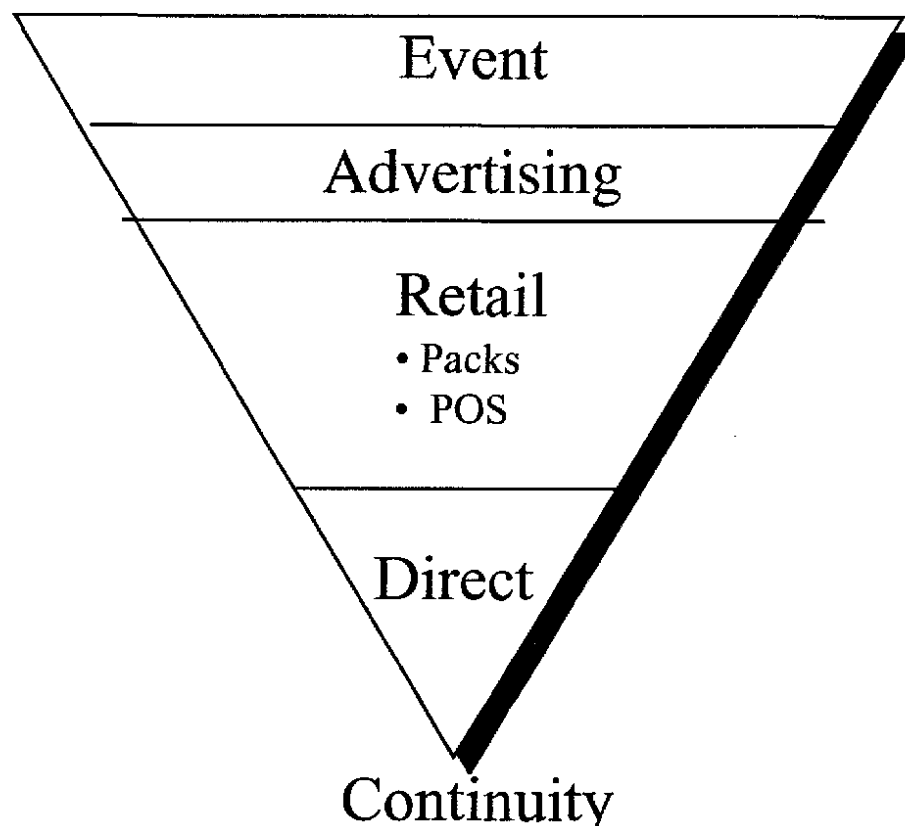 Event
Advertising
Retail
• Packs
• POS
Direct
Continuity